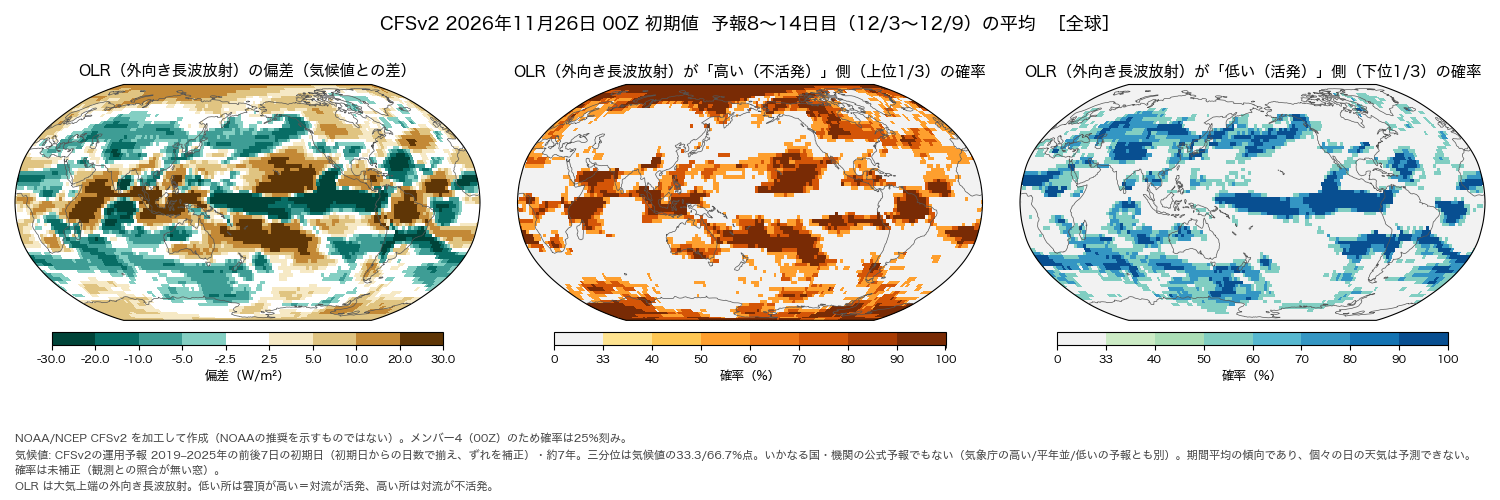 CFSv2 2026年11月26日 00Z 初期値 予報8～14日目（12/3～12/9）の平均 ［全球］
OLR（外向き長波放射）の偏差（気候値との差）
OLR（外向き長波放射）が「高い（不活発）」側（上位1/3）の確率
OLR（外向き長波放射）が「低い（活発）」側（下位1/3）の確率
-30.0 -20.0 -10.0 -5.0 -2.5 2.5 5.0 10.0 20.0 30.0
偏差（W/m²）
0 33 40 50 60 70 80 90 100
確率（%）
0 33 40 50 60 70 80 90 100
確率（%）
NOAA/NCEP CFSv2 を加工して作成（NOAAの推奨を示すものではない）。メンバー4（00Z）のため確率は25%刻み。
気候値: CFSv2の運用予報 2019–2025年の前後7日の初期日（初期日からの日数で揃え、ずれを補正）・約7年。三分位は気候値の33.3/66.7%点。いかなる国・機関の公式予報でもない（気象庁の高い/平年並/低いの予報とも別）。期間平均の傾向であり、個々の日の天気は予測できない。
確率は未補正（観測との照合が無い窓）。
OLR は大気上端の外向き長波放射。低い所は雲頂が高い＝対流が活発、高い所は対流が不活発。